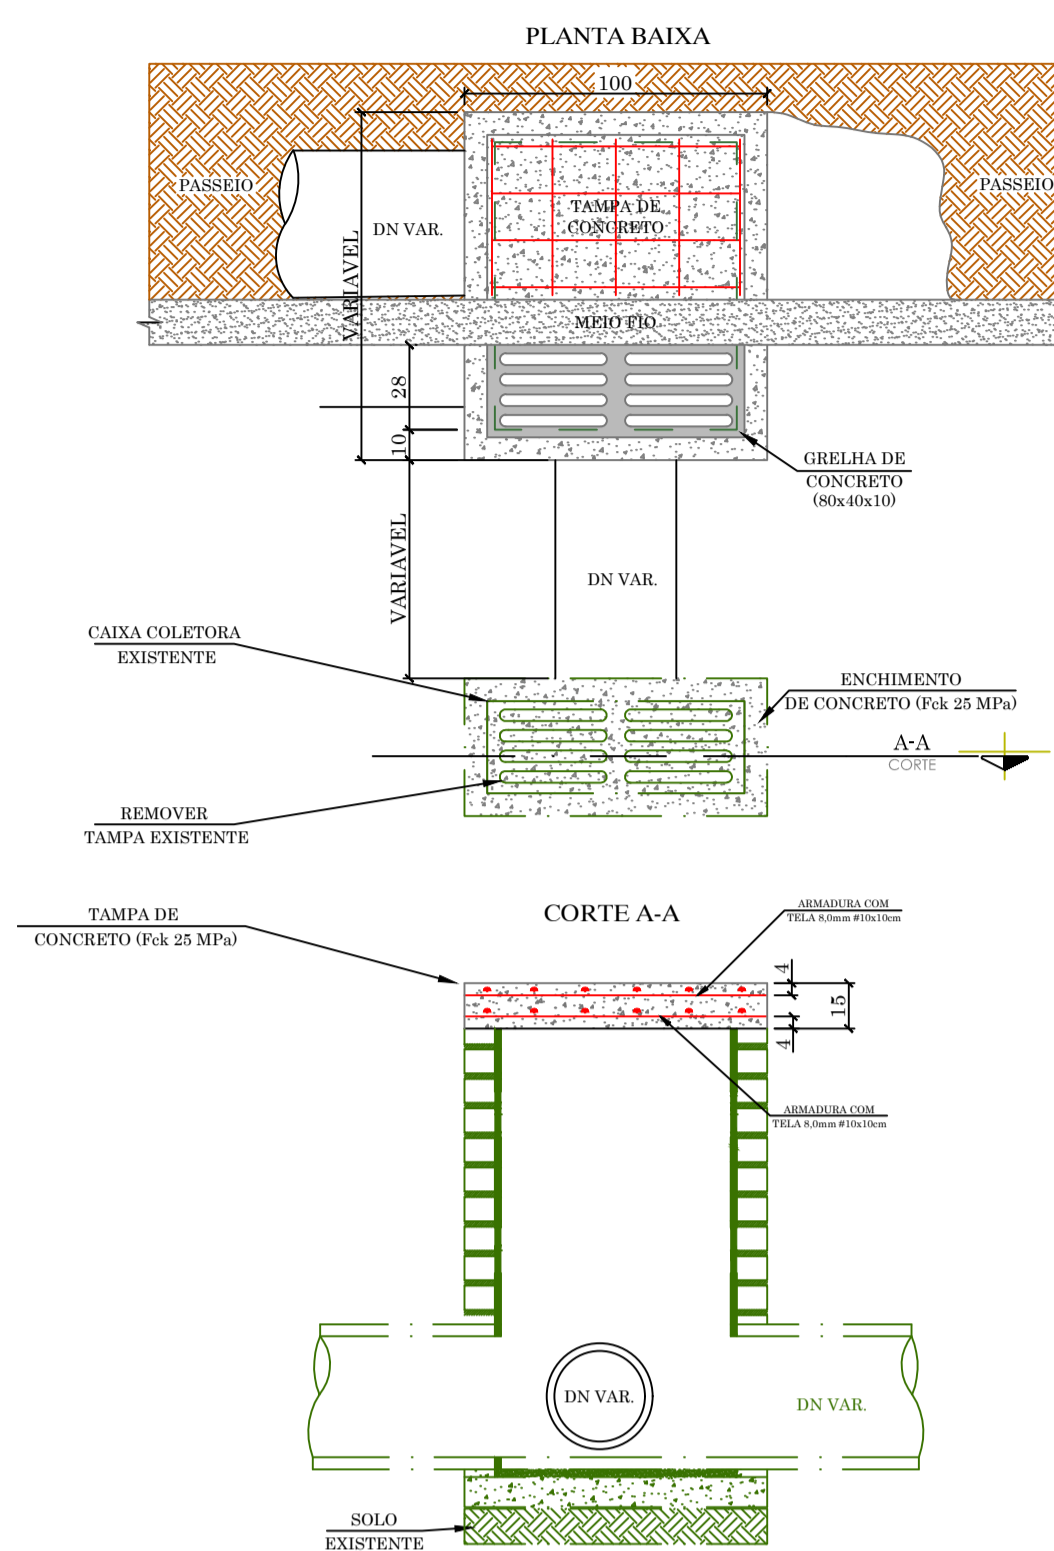 PLANTA BAIXA
100
PASSEIO
PASSEIO
TAMPA DE
CONCRETO
DN VAR.
VARIAVEL
MEIO FIO
28
10
GRELHA DE
CONCRETO
(80x40x10)
VARIAVEL
DN VAR.
CAIXA COLETORA
EXISTENTE
ENCHIMENTO
DE CONCRETO (Fck 25 MPa)
A-A
CORTE
REMOVER
TAMPA EXISTENTE
CORTE A-A
TAMPA DE
CONCRETO (Fck 25 MPa)
ARMADURA COM
TELA 8,0mm #10x10cm
4
15
4
ARMADURA COM
TELA 8,0mm #10x10cm
DN VAR.
DN VAR.
SOLO
EXISTENTE